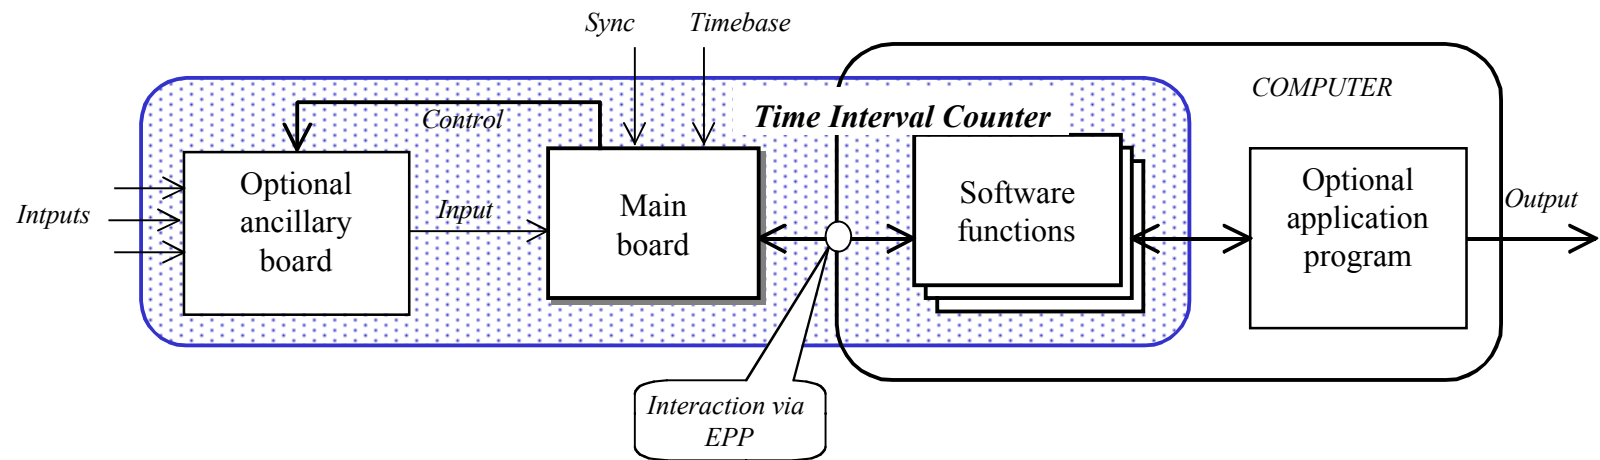 Sync Timebase
COMPUTER
Time Interval Counter
Control
Optional
ancillary
board
Main
board
Software
functions
Optional
application
program
Intputs
Input
Output
Interaction via
EPP